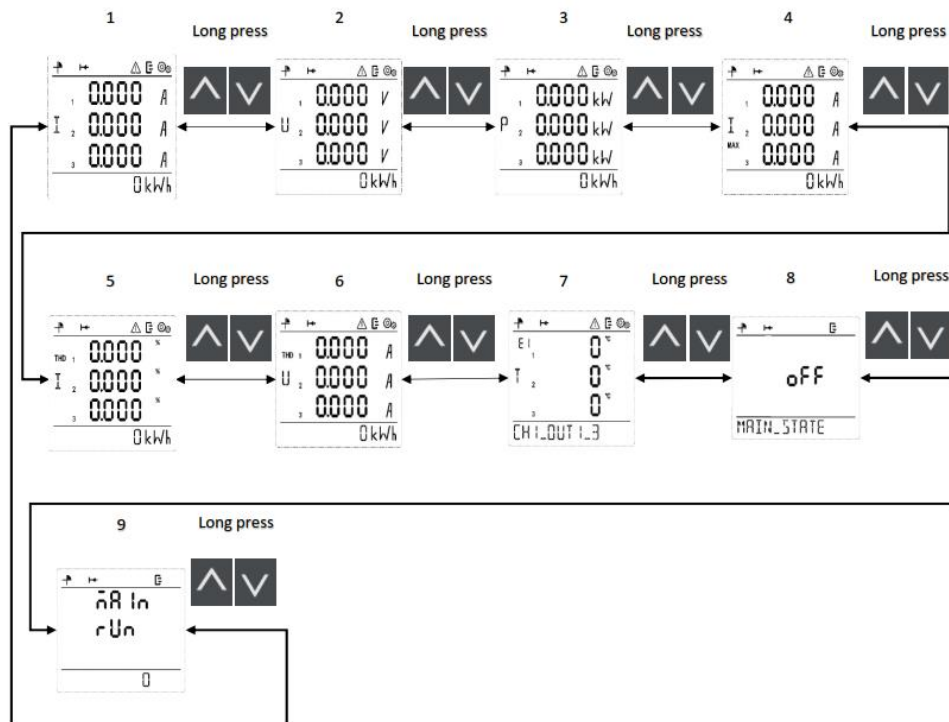 1 Long press 2 Long press 3 Long press 4 Long press
1 0.000 A 1 0.000 V 1 0.000 kW 1 0.000 A
I 2 0.000 A U 2 0.000 V P 2 0.000 kW I 2 0.000 A
MAX
3 0.000 A 3 0.000 V 3 0.000 kW 3 0.000 A
0kWh 0kWh 0kWh 0kWh
5 Long press 6 Long press 7 Long press 8 Long press
THD 1 0.000 % THD 1 0.000 A E1 1 0 °C
I 2 0.000 % U 2 0.000 A T 2 0 °C oFF
3 0.000 % 3 0.000 A 3 0 °C
0kWh 0kWh CH1_OUT1_3 MAIN_STATE
9 Long press
mAIn
rUn
0